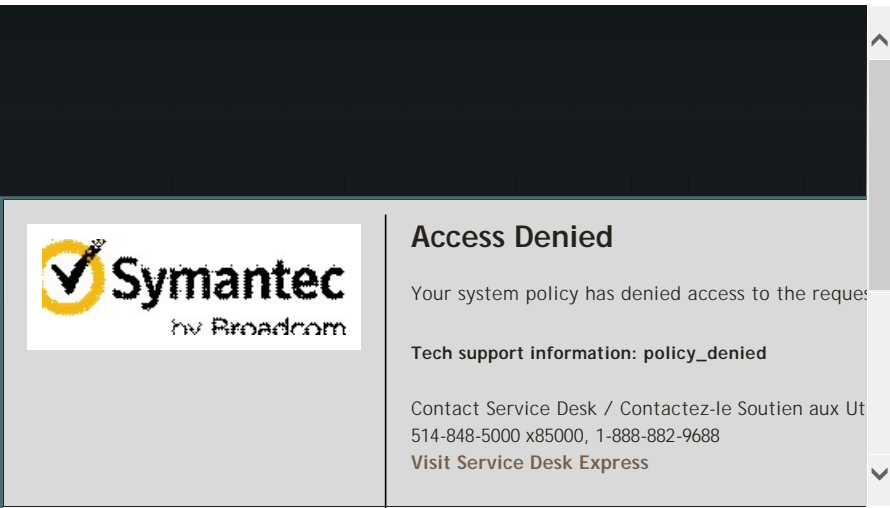 Symantec
by Broadcom
Access Denied
Your system policy has denied access to the reques
Tech support information: policy_denied
Contact Service Desk / Contactez-le Soutien aux Ut
514-848-5000 x85000, 1-888-882-9688
Visit Service Desk Express